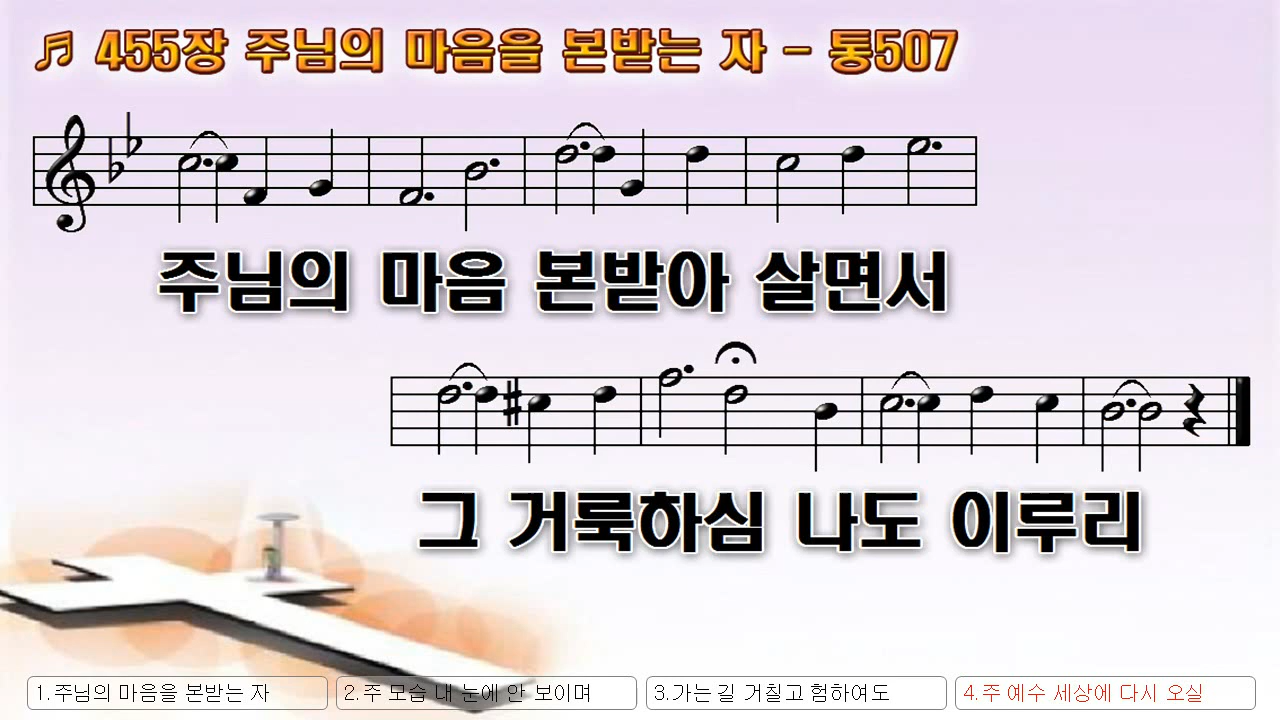 ♬ 455장 주님의 마음을 본받는 자 - 통507
주님의 마음 본받아 살면서
그 거룩하심 나도 이루리
1.주님의 마음을 본받는 자
2.주 모습 내 눈에 안 보이며
3.가는 길 거칠고 험하여도
4.주 예수 세상에 다시 오실